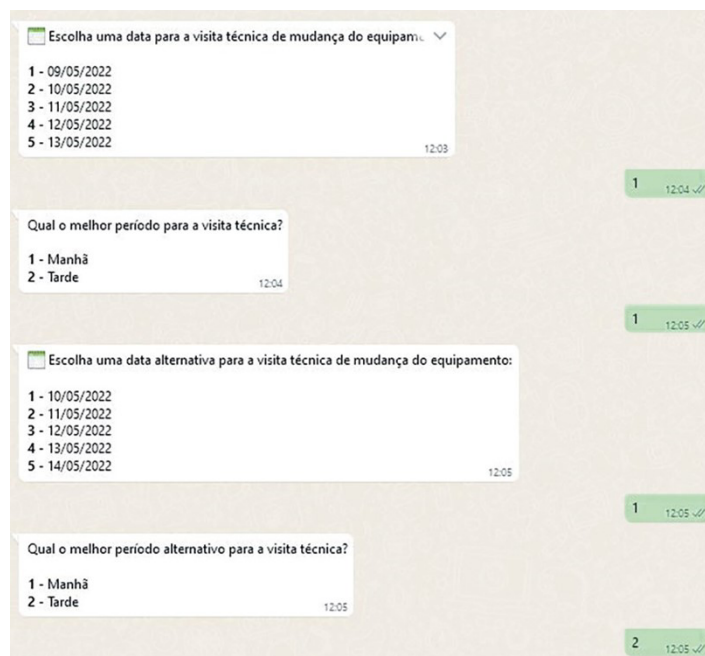 Escolha uma data para a visita técnica de mudança do equipam
1 - 09/05/2022
2 - 10/05/2022
3 - 11/05/2022
4 - 12/05/2022
5 - 13/05/2022
12:03
1
12:04
Qual o melhor período para a visita técnica?
1 - Manhã
2 - Tarde
12:04
1
12:05
Escolha uma data alternativa para a visita técnica de mudança do equipamento:
1 - 10/05/2022
2 - 11/05/2022
3 - 12/05/2022
4 - 13/05/2022
5 - 14/05/2022
12:05
1
12:05
Qual o melhor período alternativo para a visita técnica?
1 - Manhã
2 - Tarde
12:05
2
12:05